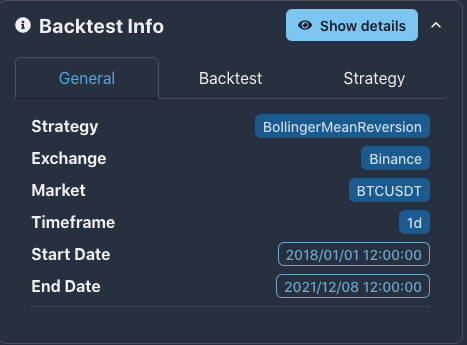 Backtest Info Show details
General Backtest Strategy
Strategy BollingerMeanReversion
Exchange Binance
Market BTCUSDT
Timeframe 1d
Start Date 2018/01/01 12:00:00
End Date 2021/12/08 12:00:00